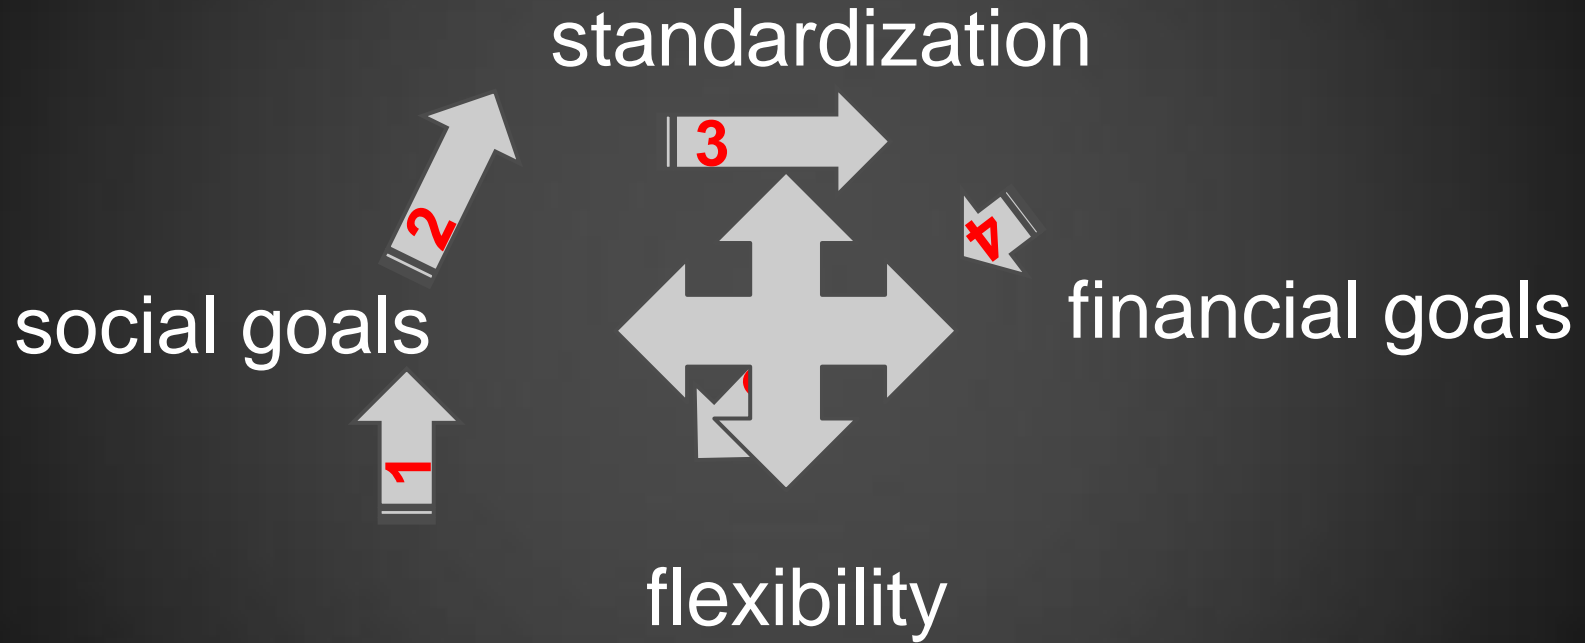 standardization
3
2
4
social goals
financial goals
1
flexibility